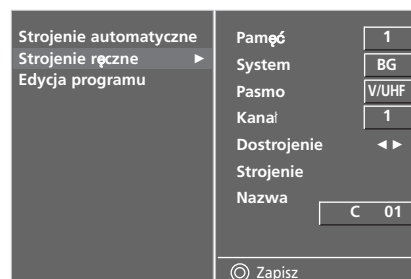 Strojenie automatyczne
Strojenie ręczne ►
Edycja programu
Pamęć 1
System BG
Pasmo V/UHF
Kanał 1
Dostrojenie ◄►
Strojenie
Nazwa
C 01
Zapisz